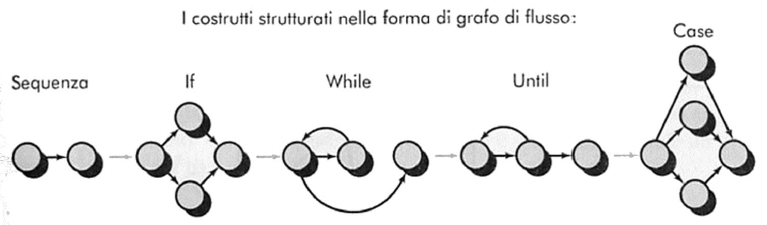 I costrutti strutturati nella forma di grafo di flusso:
Sequenza
If
While
Until
Case